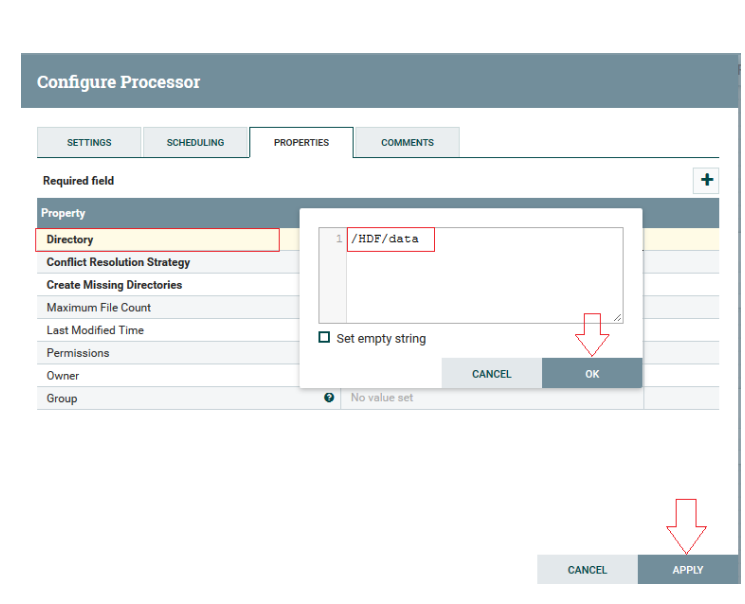 Configure Processor
SETTINGS SCHEDULING PROPERTIES COMMENTS
Required field
Property
Directory
1 /HDF/data
Conflict Resolution Strategy
Create Missing Directories
Maximum File Count
Last Modified Time
Set empty string
Permissions
Owner
CANCEL OK
Group No value set
CANCEL APPLY